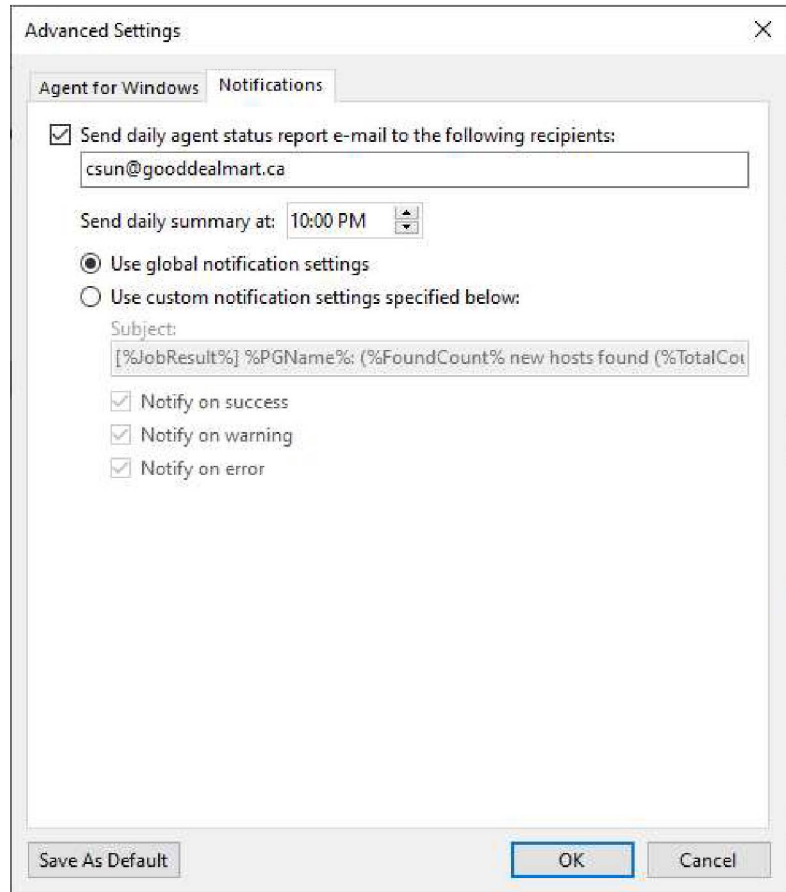 Advanced Settings
Agent for Windows
Notifications
Send daily agent status report e-mail to the following recipients:
csun@gooddealmart.ca
Send daily summary at: 10:00 PM
Use global notification settings
Use custom notification settings specified below:
Subject:
[%JobResult%] %PGName%: (%FoundCount% new hosts found (%TotalCou
Notify on success
Notify on warning
Notify on error
Save As Default
OK
Cancel